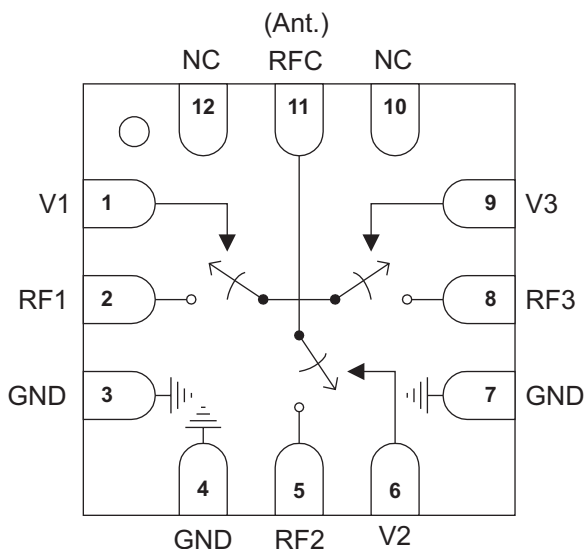 (Ant.)
NC RFC NC
12 11 10
V1 1 9 V3
RF1 2 8 RF3
GND 3 7 GND
4 5 6
GND RF2 V2